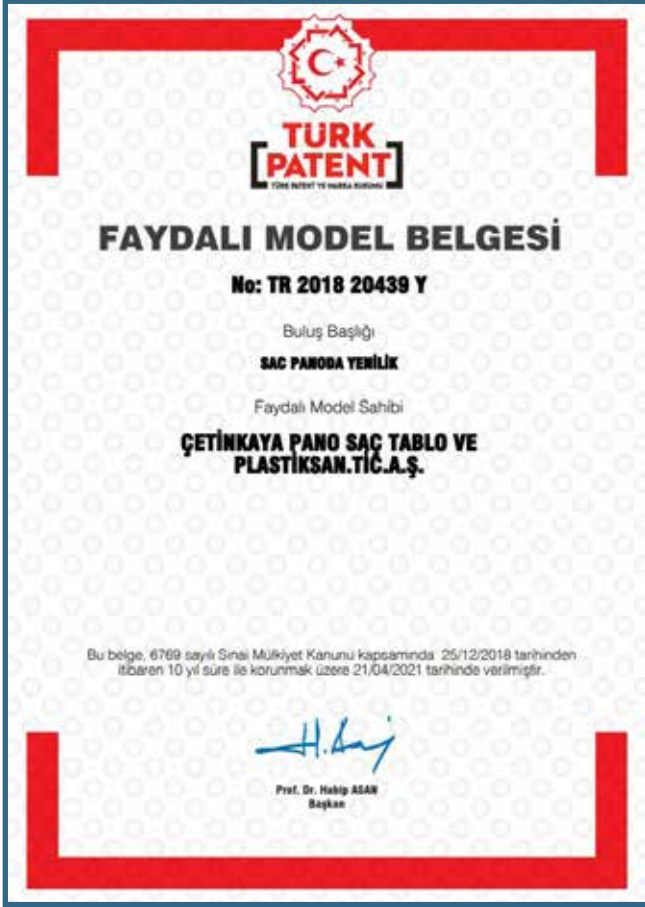 TÜRK
PATENT
TÜRK PATENT VE MARKA KURUMU
FAYDALI MODEL BELGESİ
No: TR 2018 20439 Y
Buluş Başlığı
SAC PANODA YENİLİK
Faydalı Model Sahibi
ÇETİNKAYA PANO SAÇ TABLO VE
PLASTİKSAN.TİC.A.Ş.
Bu belge, 6769 sayılı Sınai Mülkiyet Kanunu kapsamında 25/12/2018 tarihinden
itibaren 10 yıl süre ile korunmak üzere 21/04/2021 tarihinde verilmiştir.
H. Asan
Prof. Dr. Habip ASAN
Başkan